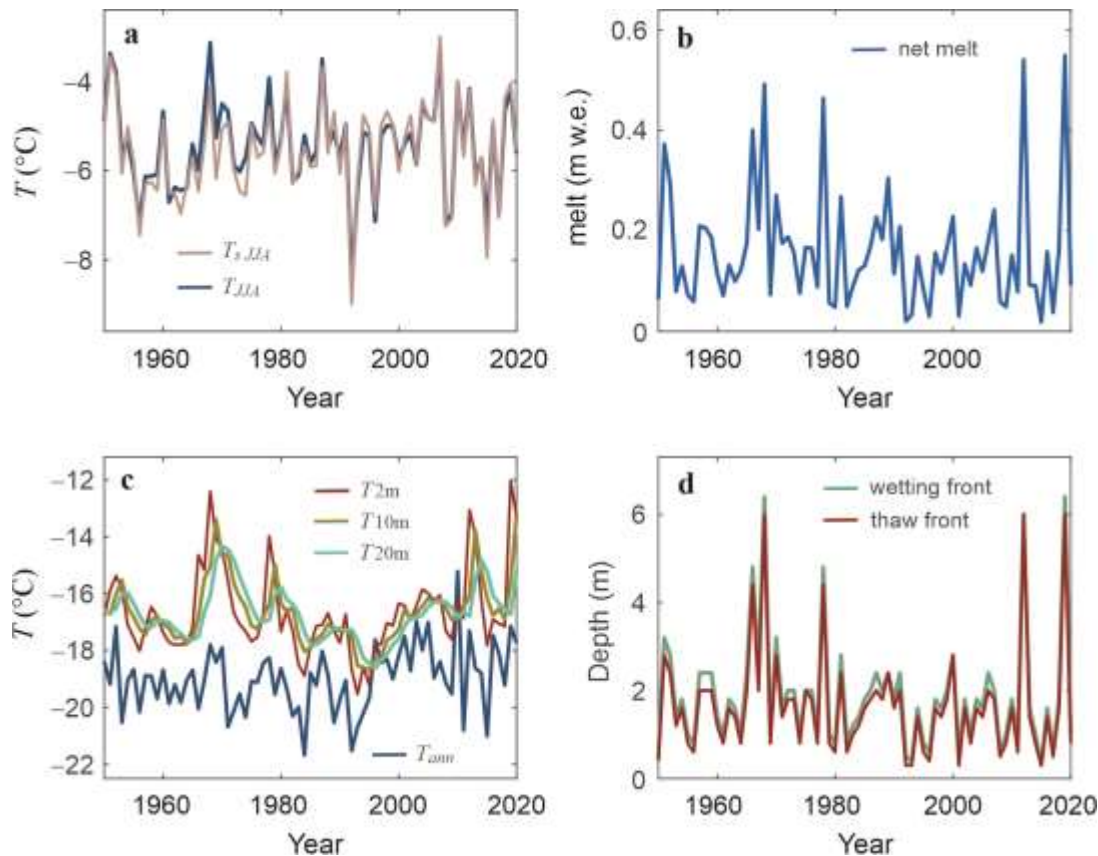 a
T (°C)
−4
−6
−8
T s JJA
T JJA
1960 1980 2000 2020
Year
b
melt (m w.e.)
0.6
0.4
0.2
0
net melt
1960 1980 2000
Year
c
T (°C)
−12
−14
−16
−18
−20
−22
T2m
T10m
T20m
T ann
1960 1980 2000 2020
Year
d
Depth (m)
6
4
2
0
wetting front
thaw front
1960 1980 2000 2020
Year